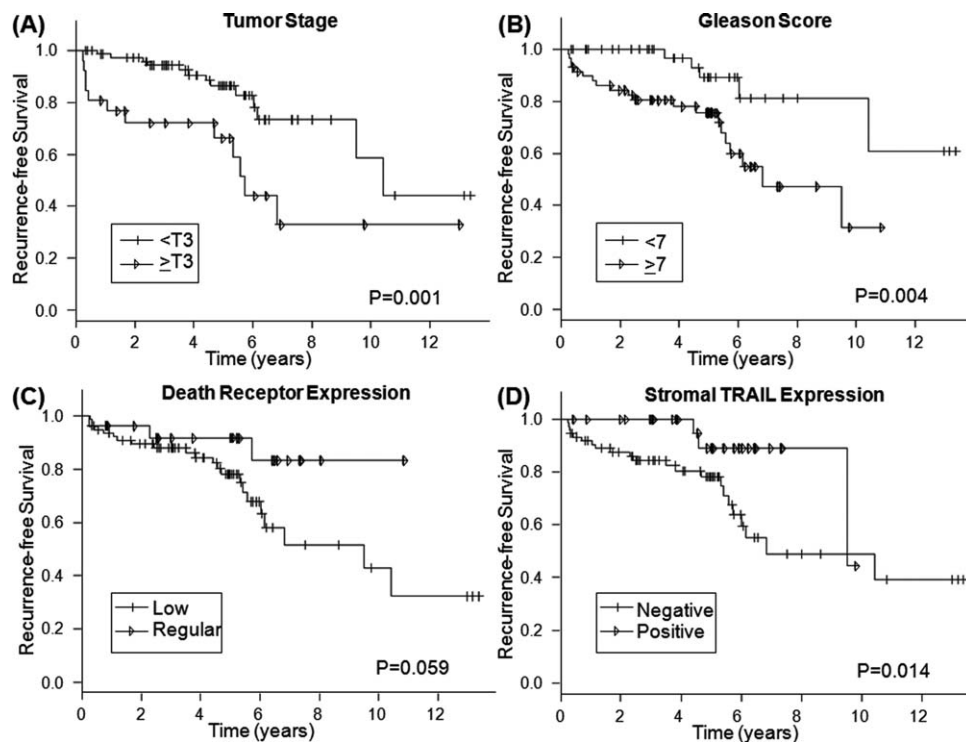 (A) Tumor Stage
Recurrence-free Survival
1.0
0.8
0.6
0.4
0.2
0.0
<T3
≥T3
P=0.001
0 2 4 6 8 10 12
Time (years)
(B) Gleason Score
Recurrence-free Survival
1.0
0.8
0.6
0.4
0.2
0.0
<7
≥7
P=0.004
0 2 4 6 8 10 12
Time (years)
(C) Death Receptor Expression
Recurrence-free Survival
1.0
0.8
0.6
0.4
0.2
0.0
Low
Regular
P=0.059
0 2 4 6 8 10 12
Time (years)
(D) Stromal TRAIL Expression
Recurrence-free Survival
1.0
0.8
0.6
0.4
0.2
0.0
Negative
Positive
P=0.014
0 2 4 6 8 10 12
Time (years)